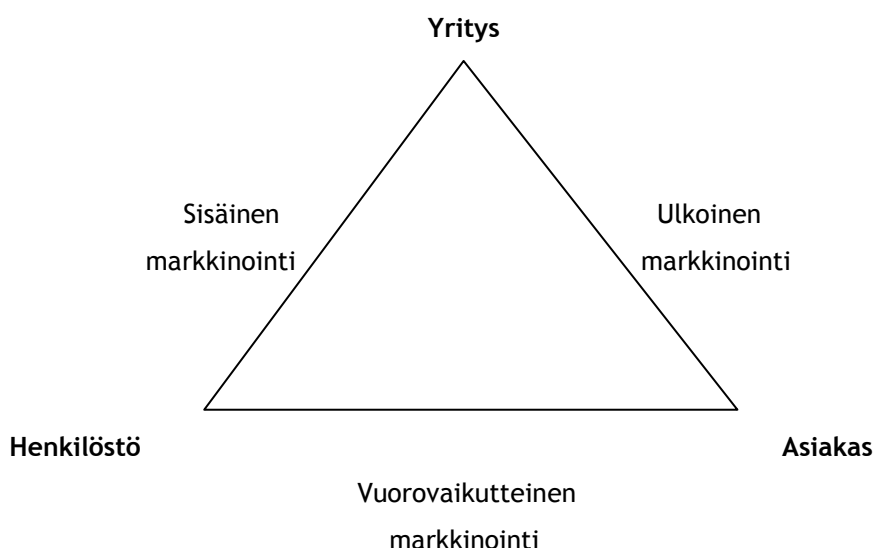 Yritys
Sisäinen
markkinointi
Ulkoinen
markkinointi
Henkilöstö
Asiakas
Vuorovaikutteinen
markkinointi